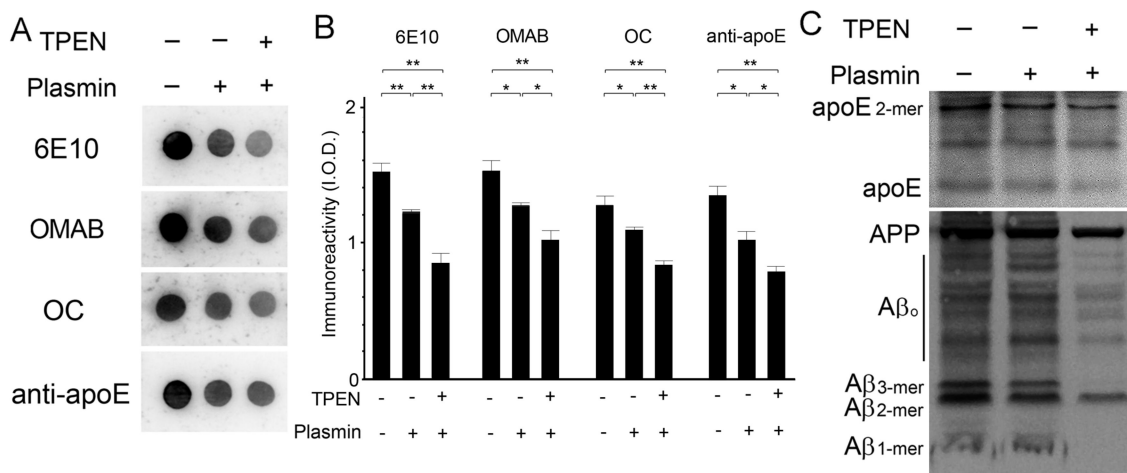 A
TPEN − − +
Plasmin − + +
6E10
OMAB
OC
anti-apoE
B
6E10 OMAB OC anti-apoE
** ** ** **
** ** * * * ** * *
Immunoreactivity (I.O.D.)
2
1
0
TPEN - - + - - + - - + - - +
Plasmin - + + - + + - + + - + +
C
TPEN − − +
Plasmin − + +
apoE 2-mer
apoE
APP
Aβo
Aβ3-mer
Aβ2-mer
Aβ1-mer